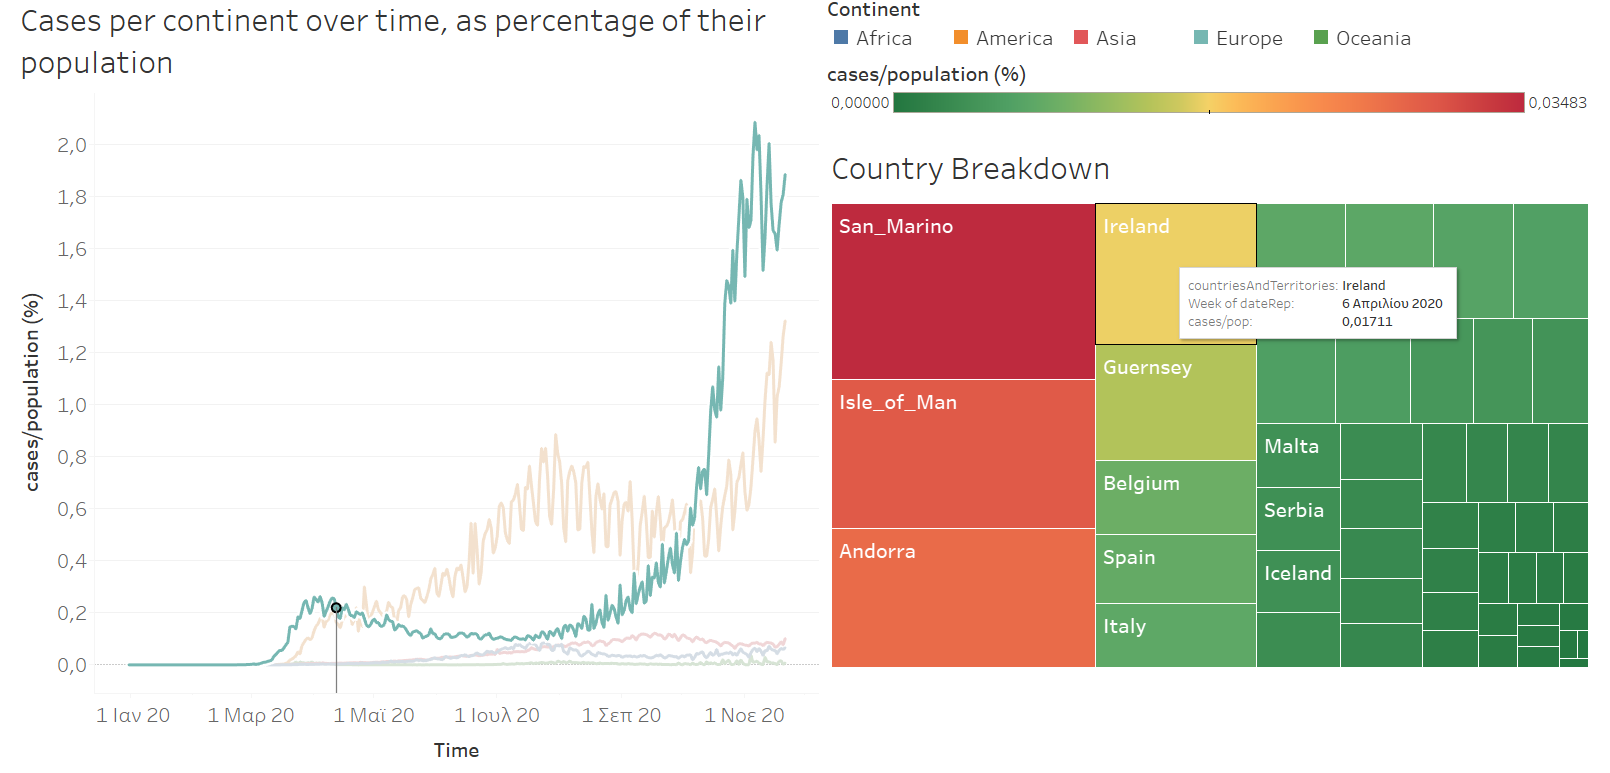 Cases per continent over time, as percentage of their
population
cases/population (%)
2,0
1,8
1,6
1,4
1,2
1,0
0,8
0,6
0,4
0,2
0,0
1 Ιαν 20
1 Μαρ 20
1 Μαϊ 20
1 Ιουλ 20
1 Σεπ 20
1 Νοε 20
Time
Continent
Africa
America
Asia
Europe
Oceania
cases/population (%)
0,00000
0,03483
Country Breakdown
San_Marino
Isle_of_Man
Andorra
Ireland
Guernsey
Belgium
Spain
Italy
Malta
Serbia
Iceland
countriesAndTerritories: Ireland
Week of dateRep: 6 Απριλίου 2020
cases/pop: 0,01711